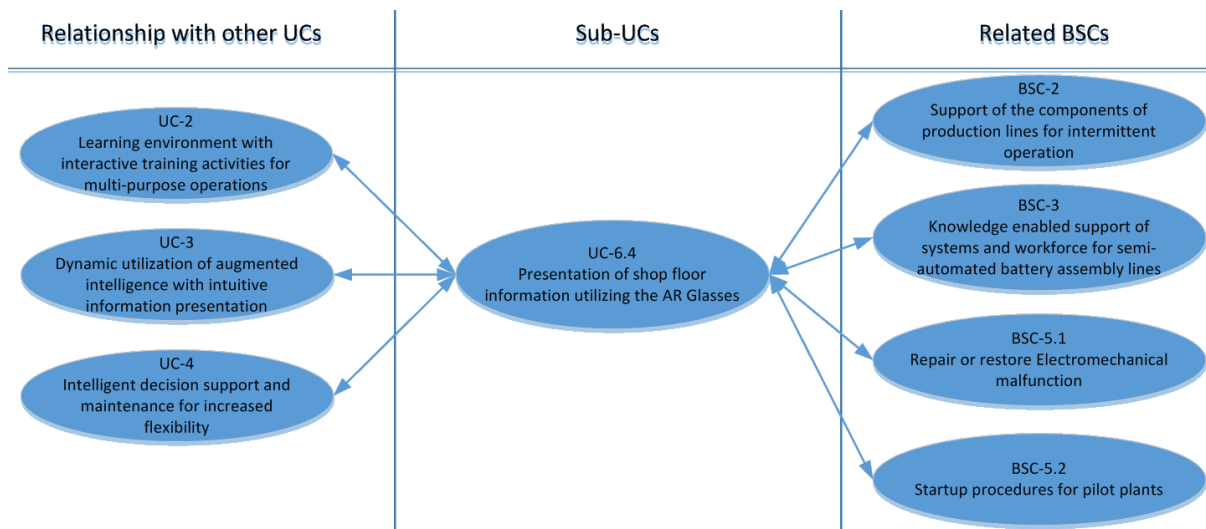 Relationship with other UCs
Sub-UCs
Related BSCs
UC-2
Learning environment with
interactive training activities for
multi-purpose operations
UC-3
Dynamic utilization of augmented
intelligence with intuitive
information presentation
UC-4
Intelligent decision support and
maintenance for increased
flexibility
UC-6.4
Presentation of shop floor
information utilizing the AR Glasses
BSC-2
Support of the components of
production lines for intermittent
operation
BSC-3
Knowledge enabled support of
systems and workforce for semi-
automated battery assembly lines
BSC-5.1
Repair or restore Electromechanical
malfunction
BSC-5.2
Startup procedures for pilot plants